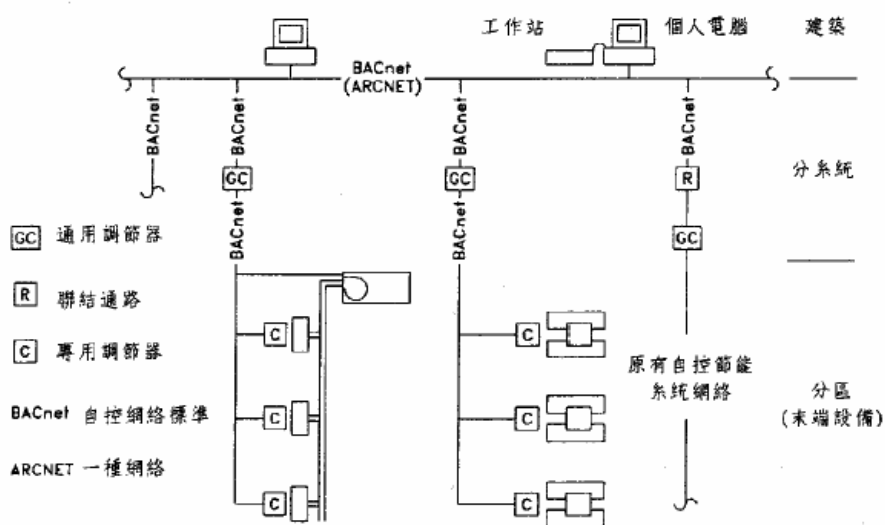 工作站
個人電腦
建築
BACnet
(ARCNET)
BACnet
BACnet
BACnet
BACnet
GC
GC
R
分系統
BACnet
BACnet
GC
GC 通用調節器
R 聯結通路
C 專用調節器
BACnet 自控網絡標準
ARCNET 一種網絡
C
C
C
C
C
C
原有自控節能
系統網絡
分區
(末端設備)